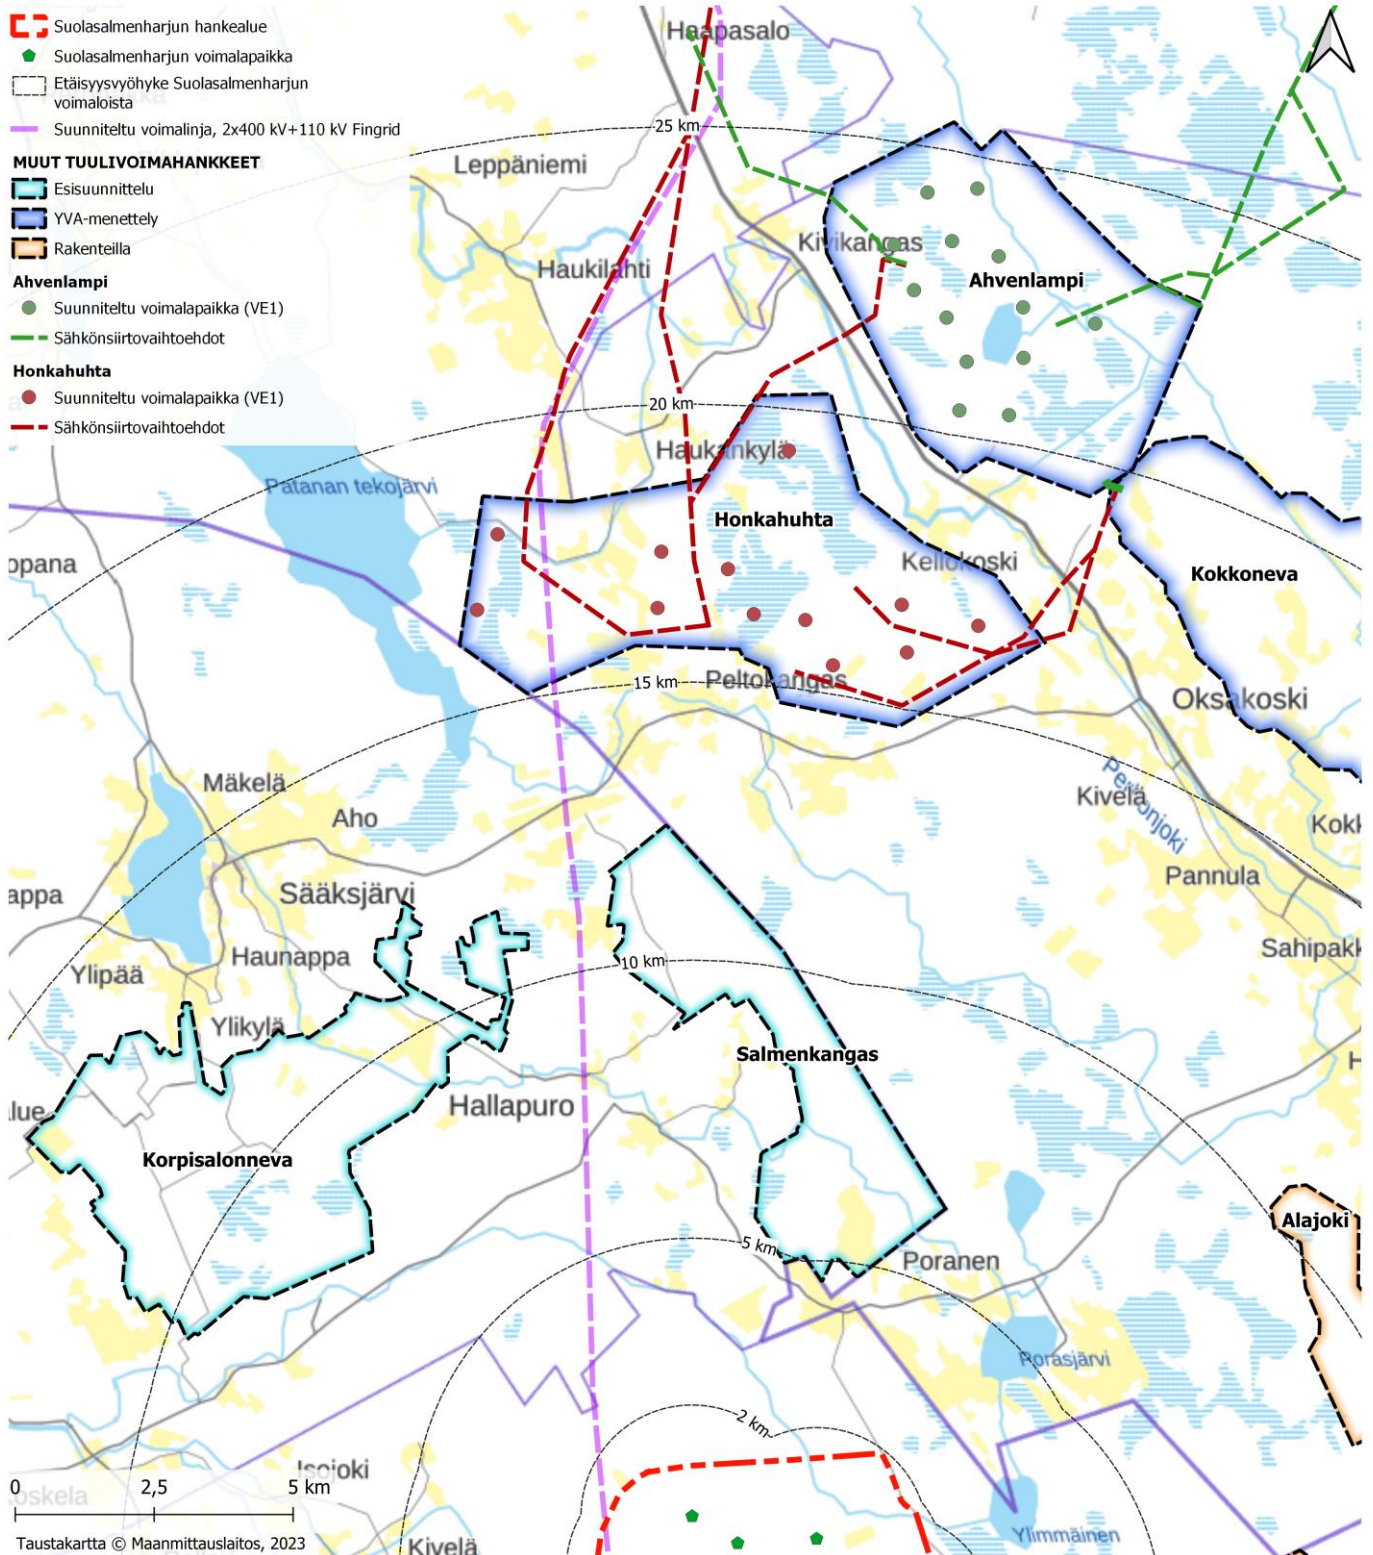 Suolasalmenharjun hankealue
Suolasalmenharjun voimalapaikka
Etäisyysvyöhyke Suolasalmenharjun
voimaloista
Suunniteltu voimalinja, 2x400 kV+110 kV Fingrid
MUUT TUULIVOIMAHANKKEET
Esisuunnittelu
YVA-menettely
Rakenteilla
Ahvenlampi
Suunniteltu voimalapaikka (VE1)
Sähkönsiirtovaihtoehdot
Honkahuhta
Suunniteltu voimalapaikka (VE1)
Sähkönsiirtovaihtoehdot
Haapasalo
25 km
Leppäniemi
Kivikangas
Haukilahti
Ahvenlampi
20 km
Haukankylä
Patanan tekojärvi
Honkahuhta
opana
Kellokoski
Kokkoneva
15 km
Peltokangas
Oksakoski
Mäkelä
Perhonjoki
Kivelä
Aho
Kokk
appa
Sääksjärvi
Pannula
Haunappa
Sahipakk
Ylipää
10 km
Ylikylä
Salmenkangas
H
Hallapuro
lue
Korpisalonneva
Alajoki
5 km
Poranen
Porasjärvi
2 km
Isojoki
0 2,5 5 km
oskela
Ylimmäinen
Taustakartta © Maanmittauslaitos, 2023
Kivelä